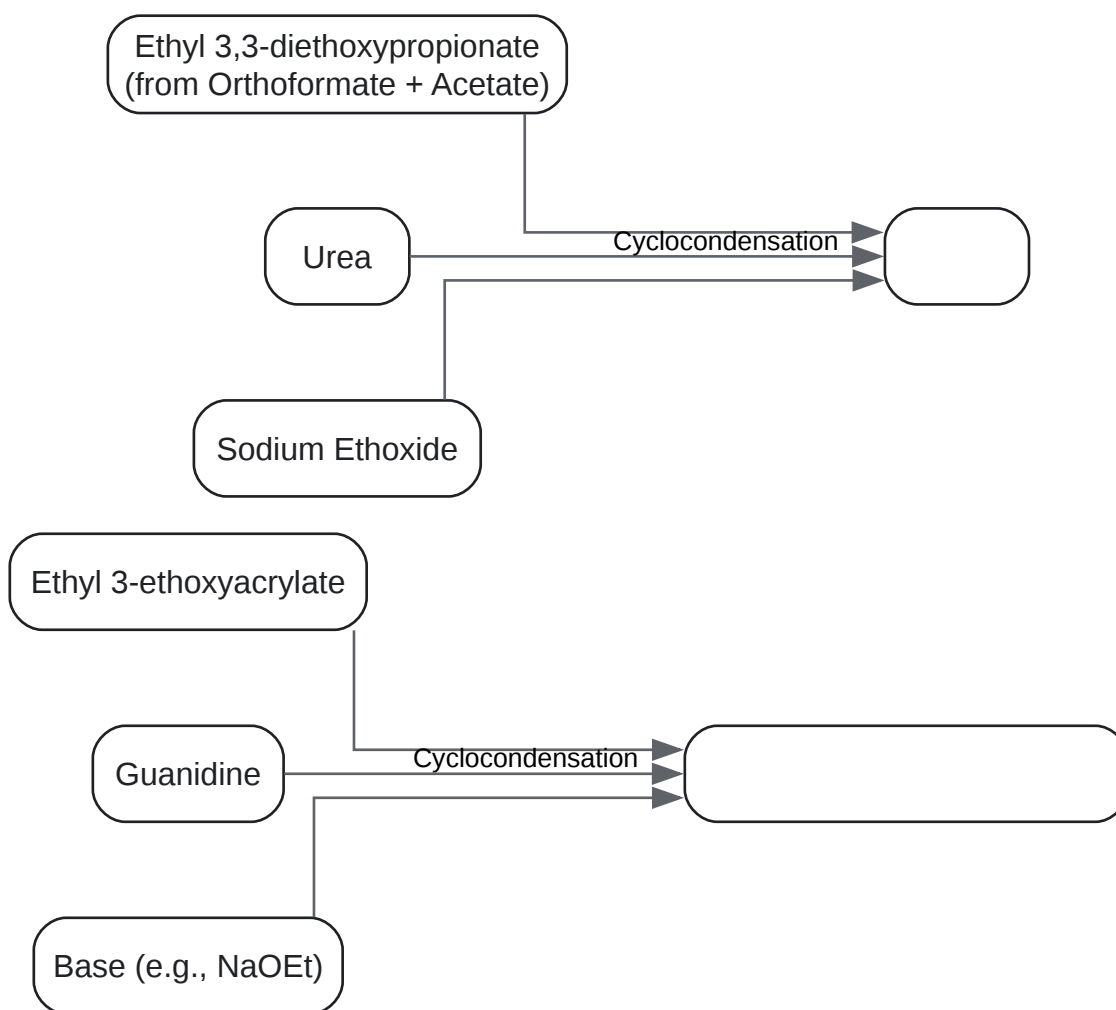 Ethyl 3,3-diethoxypropionate
(from Orthoformate + Acetate)
Urea
Cyclocondensation
Sodium Ethoxide
Ethyl 3-ethoxyacrylate
Guanidine
Cyclocondensation
Base (e.g., NaOEt)